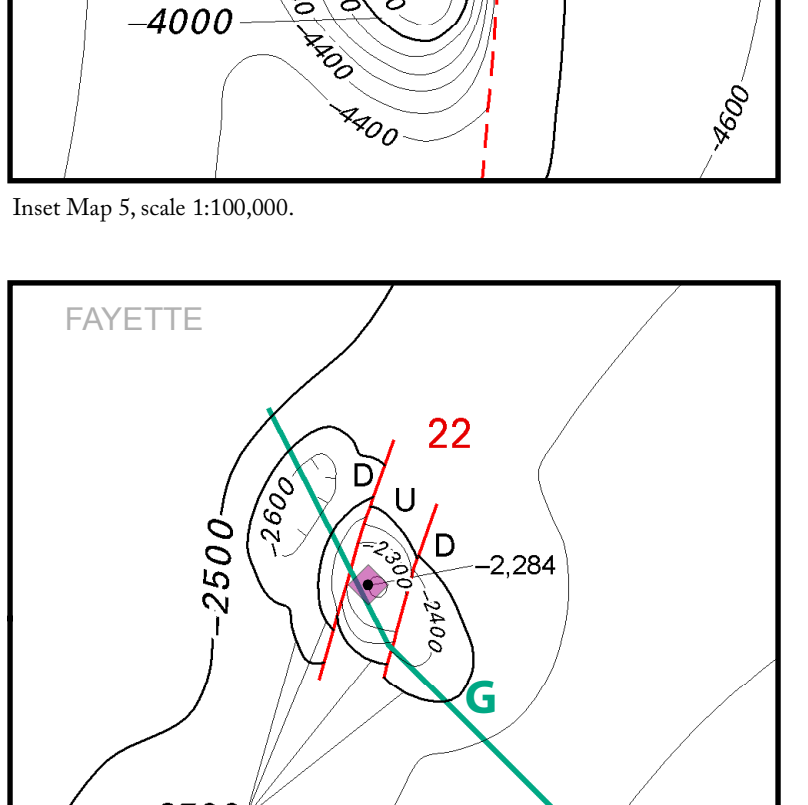 –4000
–4400
–4400
-4600
Inset Map 5, scale 1:100,000.
FAYETTE
22
D
U
D
–2600
–2300
–2,284
–2400
–2500
G